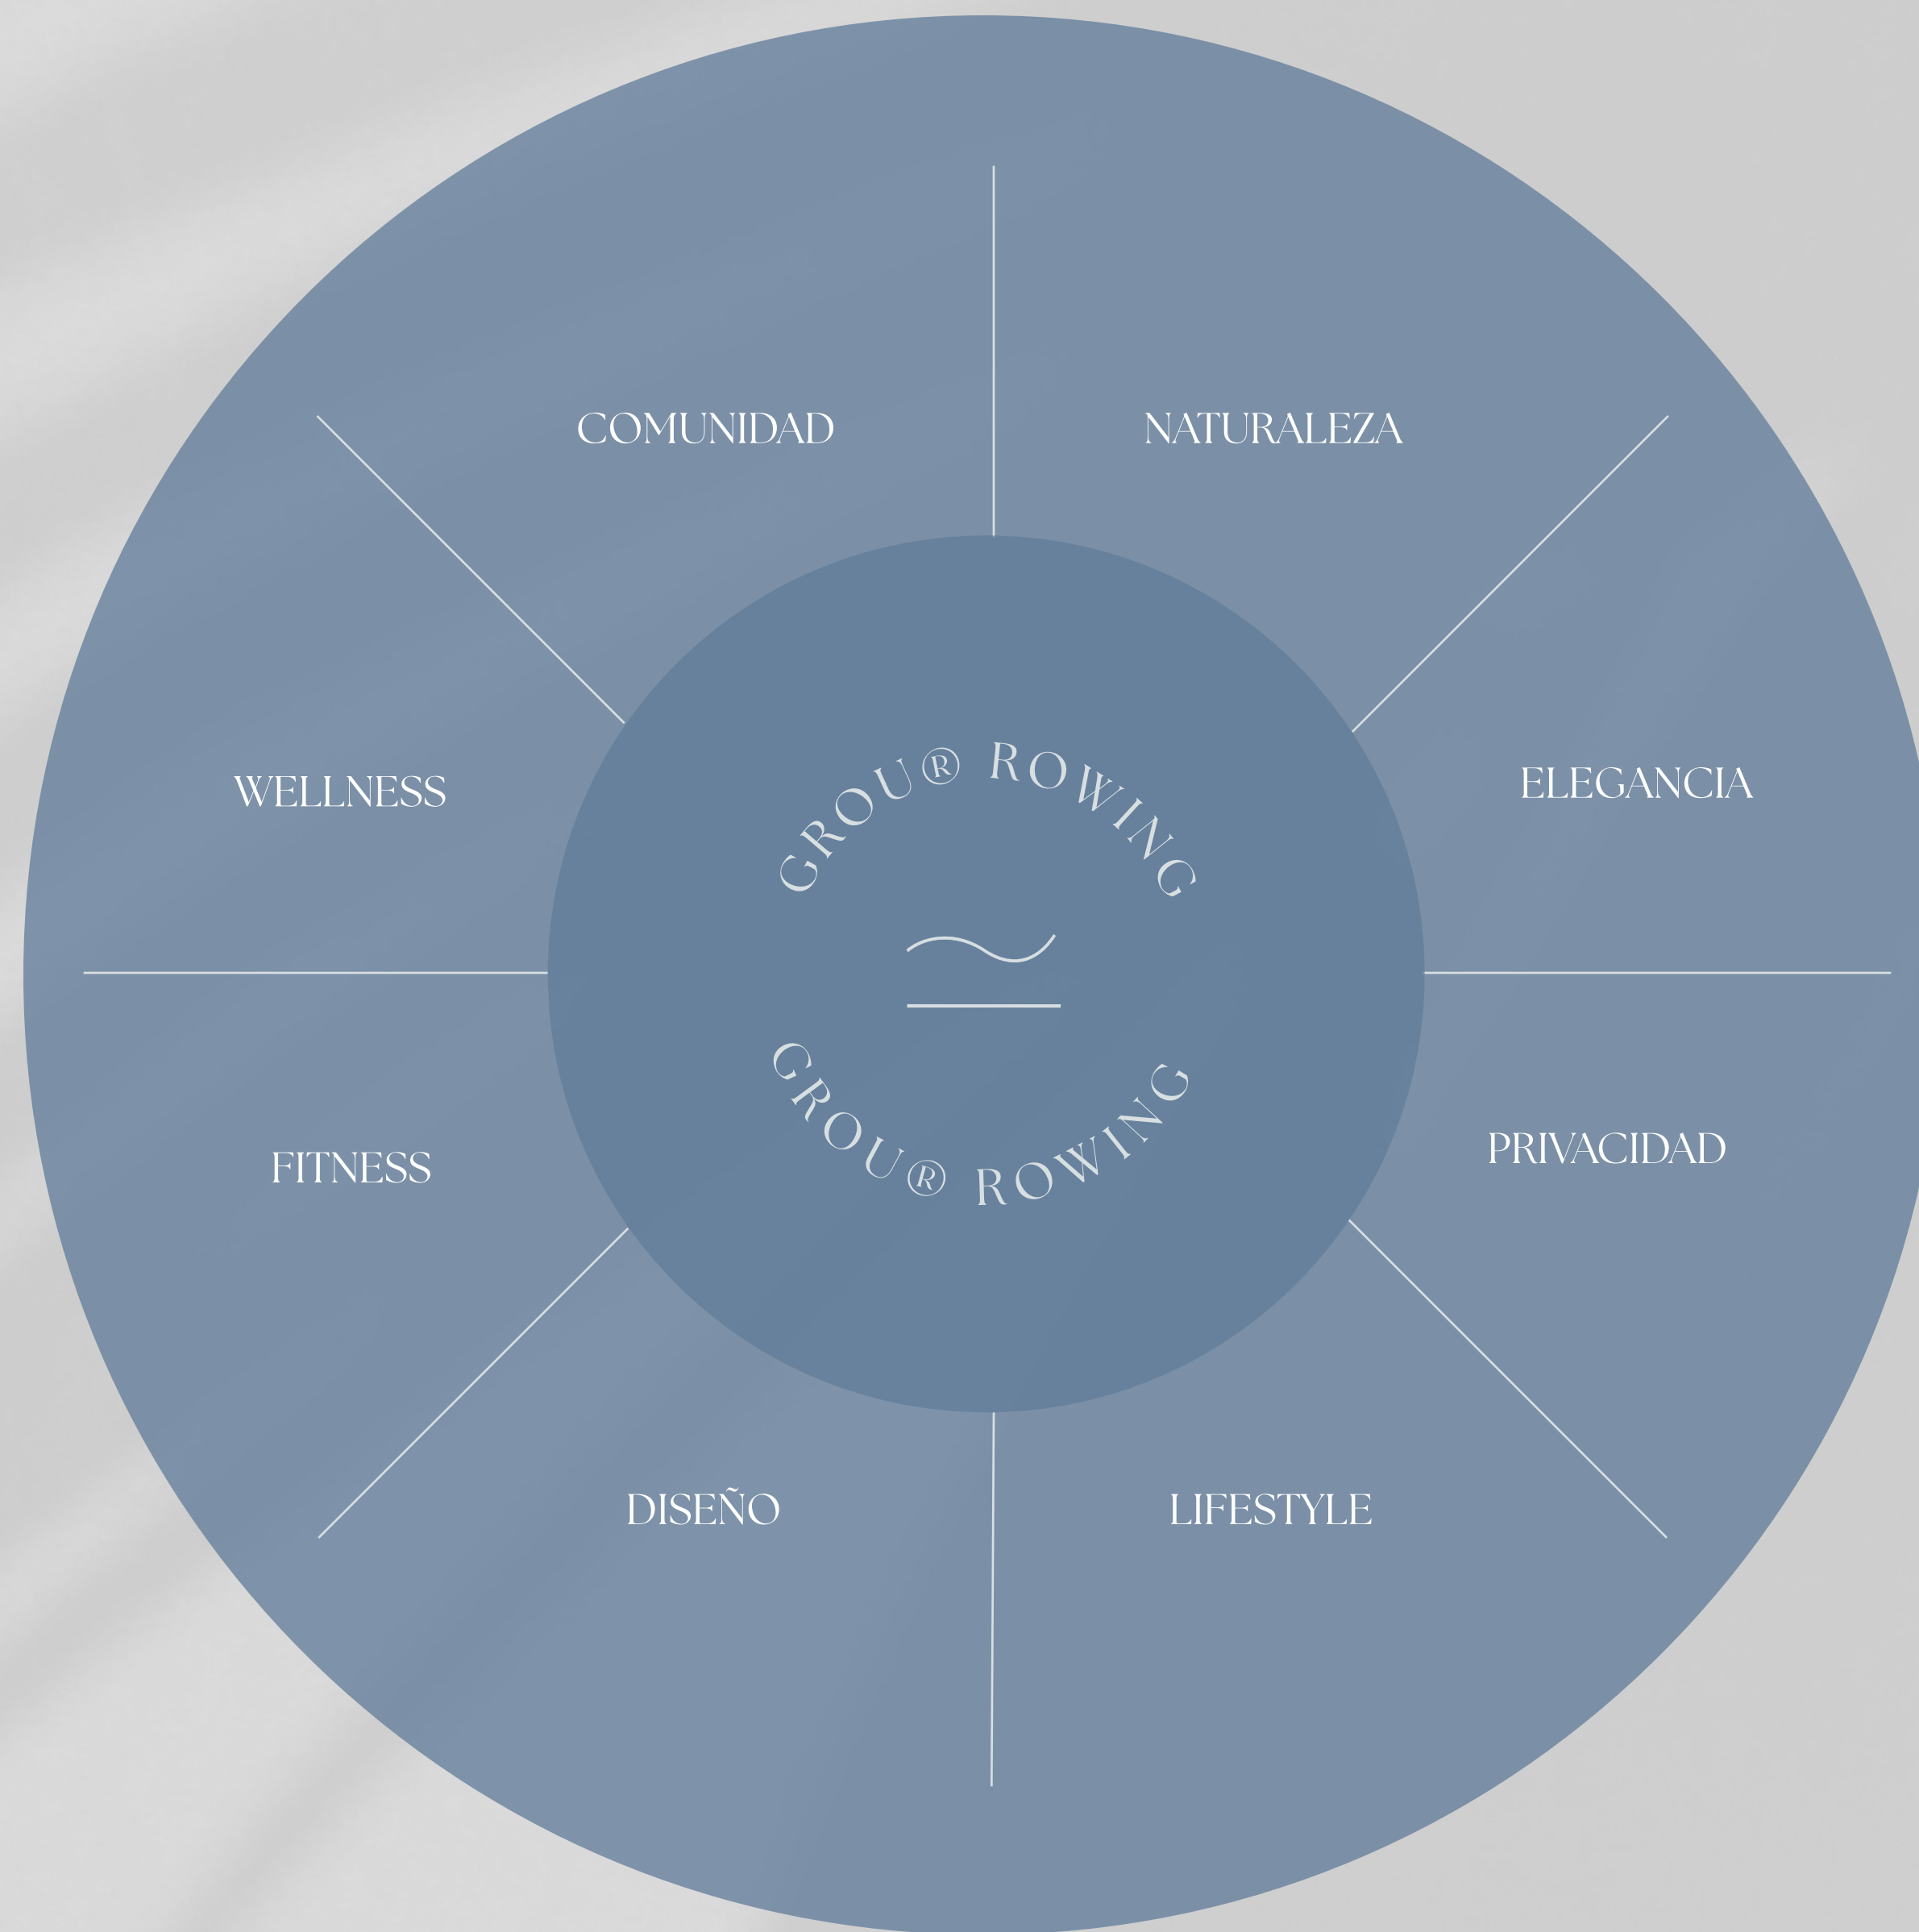 COMUNIDAD
NATURALEZA
WELLNESS
ELEGANCIA
GROU® ROWING
GROU® ROWING
FITNESS
PRIVACIDAD
DISEÑO
LIFESTYLE